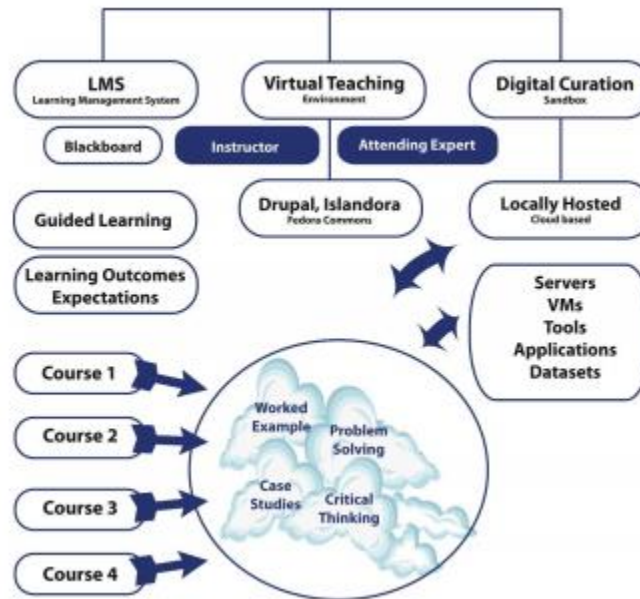 LMS
Learning Management System
Virtual Teaching
Environment
Digital Curation
Sandbox
Blackboard
Instructor
Attending Expert
Guided Learning
Drupal, Islandora
Fedora Commons
Locally Hosted
Cloud based
Learning Outcomes
Expectations
Servers
VMs
Tools
Applications
Datasets
Course 1
Course 2
Course 3
Course 4
Worked
Example
Problem
Solving
Case
Studies
Critical
Thinking